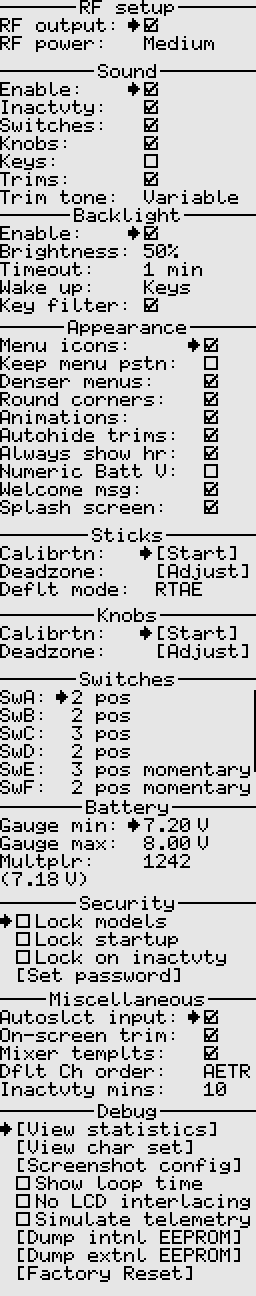 RF setup
RF output:
RF power: Medium
Sound
Enable:
Inactvty:
Switches:
Knobs:
Keys:
Trims:
Trim tone: Variable
Backlight
Enable:
Brightness: 50%
Timeout: 1 min
Wake up: Keys
Key filter:
Appearance
Menu icons:
Keep menu pstn:
Denser menus:
Round corners:
Animations:
Autohide trims:
Always show hr:
Numeric Batt V:
Welcome msg:
Splash screen:
Sticks
Calibrtn: [Start]
Deadzone: [Adjust]
Deflt mode: RTAE
Knobs
Calibrtn: [Start]
Deadzone: [Adjust]
Switches
SwA: 2 pos
SwB: 2 pos
SwC: 3 pos
SwD: 2 pos
SwE: 3 pos momentary
SwF: 2 pos momentary
Battery
Gauge min: 7.20 V
Gauge max: 8.00 V
Multplr: 1242
(7.18 V)
Security
Lock models
Lock startup
Lock on inactvty
[Set password]
Miscellaneous
Autoslct input:
On-screen trim:
Mixer templts:
Dflt Ch order: AETR
Inactvty mins: 10
Debug
[View statistics]
[View char set]
[Screenshot config]
Show loop time
No LCD interlacing
Simulate telemetry
[Dump intnl EEPROM]
[Dump extnl EEPROM]
[Factory Reset]